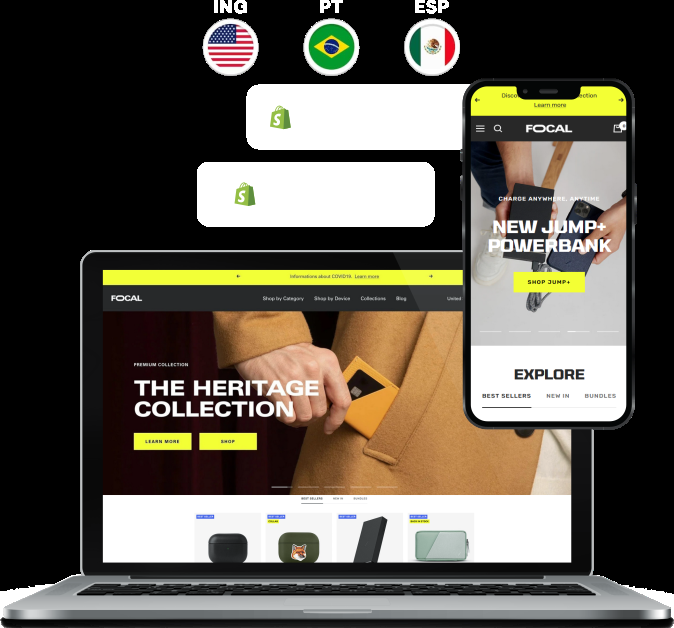 ING PT ESP
Disco ction
Learn more
FOCAL
CHARGE ANYWHERE, ANYTIME
NEW JUMP+
POWERBANK
SHOP JUMP+
EXPLORE
BEST SELLERS NEW IN BUNDLES
Informations about COVID19. Learn more
FOCAL Shop by Category Shop by Device Collections Blog United
PREMIUM COLLECTION
THE HERITAGE
COLLECTION
LEARN MORE SHOP
BEST SELLERS NEW IN BUNDLES